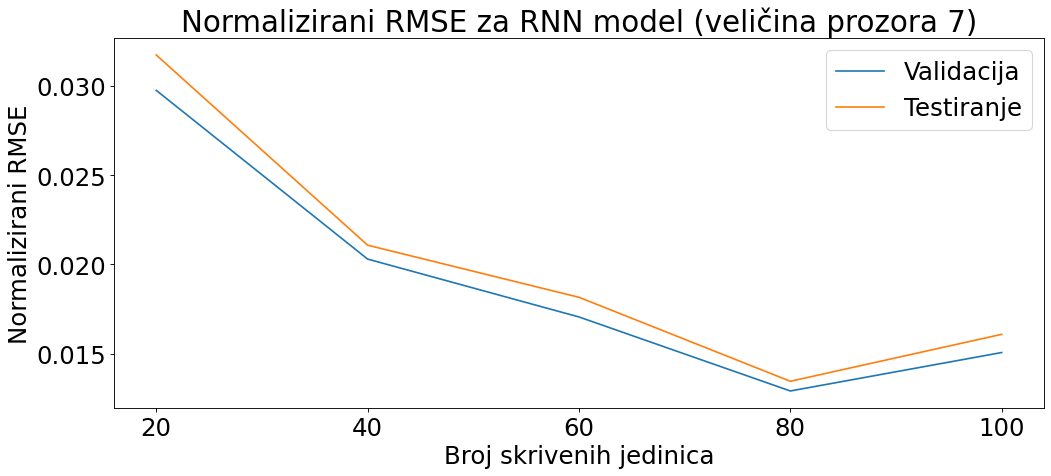 Normalizirani RMSE za RNN model (veličina prozora 7)
Validacija
Testiranje
Normalizirani RMSE
0.030
0.025
0.020
0.015
20 40 60 80 100
Broj skrivenih jedinica